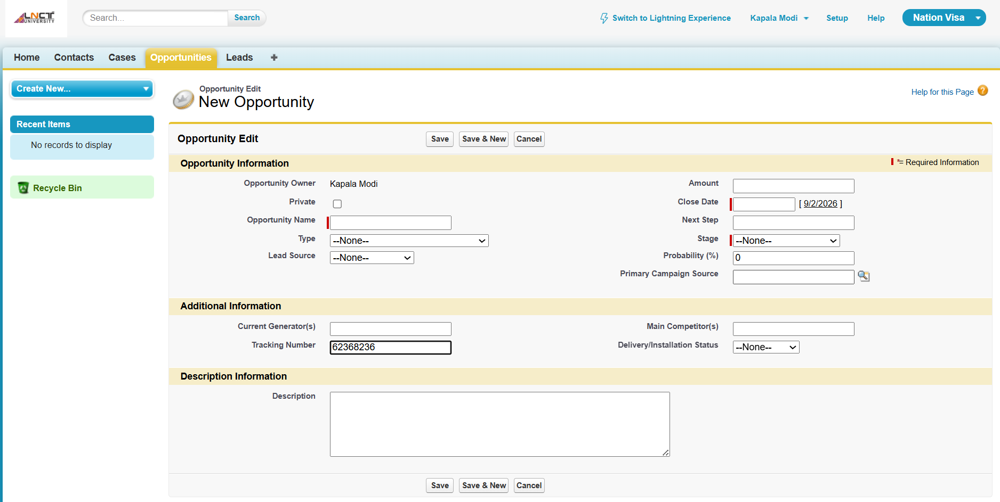 LNCT
UNIVERSITY
Search...
Search
Switch to Lightning Experience
Kapala Modi
Setup
Help
Nation Visa
Home
Contacts
Cases
Opportunities
Leads
Create New...
Recent Items
No records to display
Recycle Bin
Opportunity Edit
New Opportunity
Help for this Page
Opportunity Edit
Save
Save & New
Cancel
Opportunity Information
*= Required Information
Opportunity Owner
Kapala Modi
Amount
Private
Close Date
[ 9/2/2026 ]
Opportunity Name
Next Step
Type
--None--
Stage
--None--
Lead Source
--None--
Probability (%)
0
Primary Campaign Source
Additional Information
Current Generator(s)
Main Competitor(s)
Tracking Number
62368236
Delivery/Installation Status
--None--
Description Information
Description
Save
Save & New
Cancel